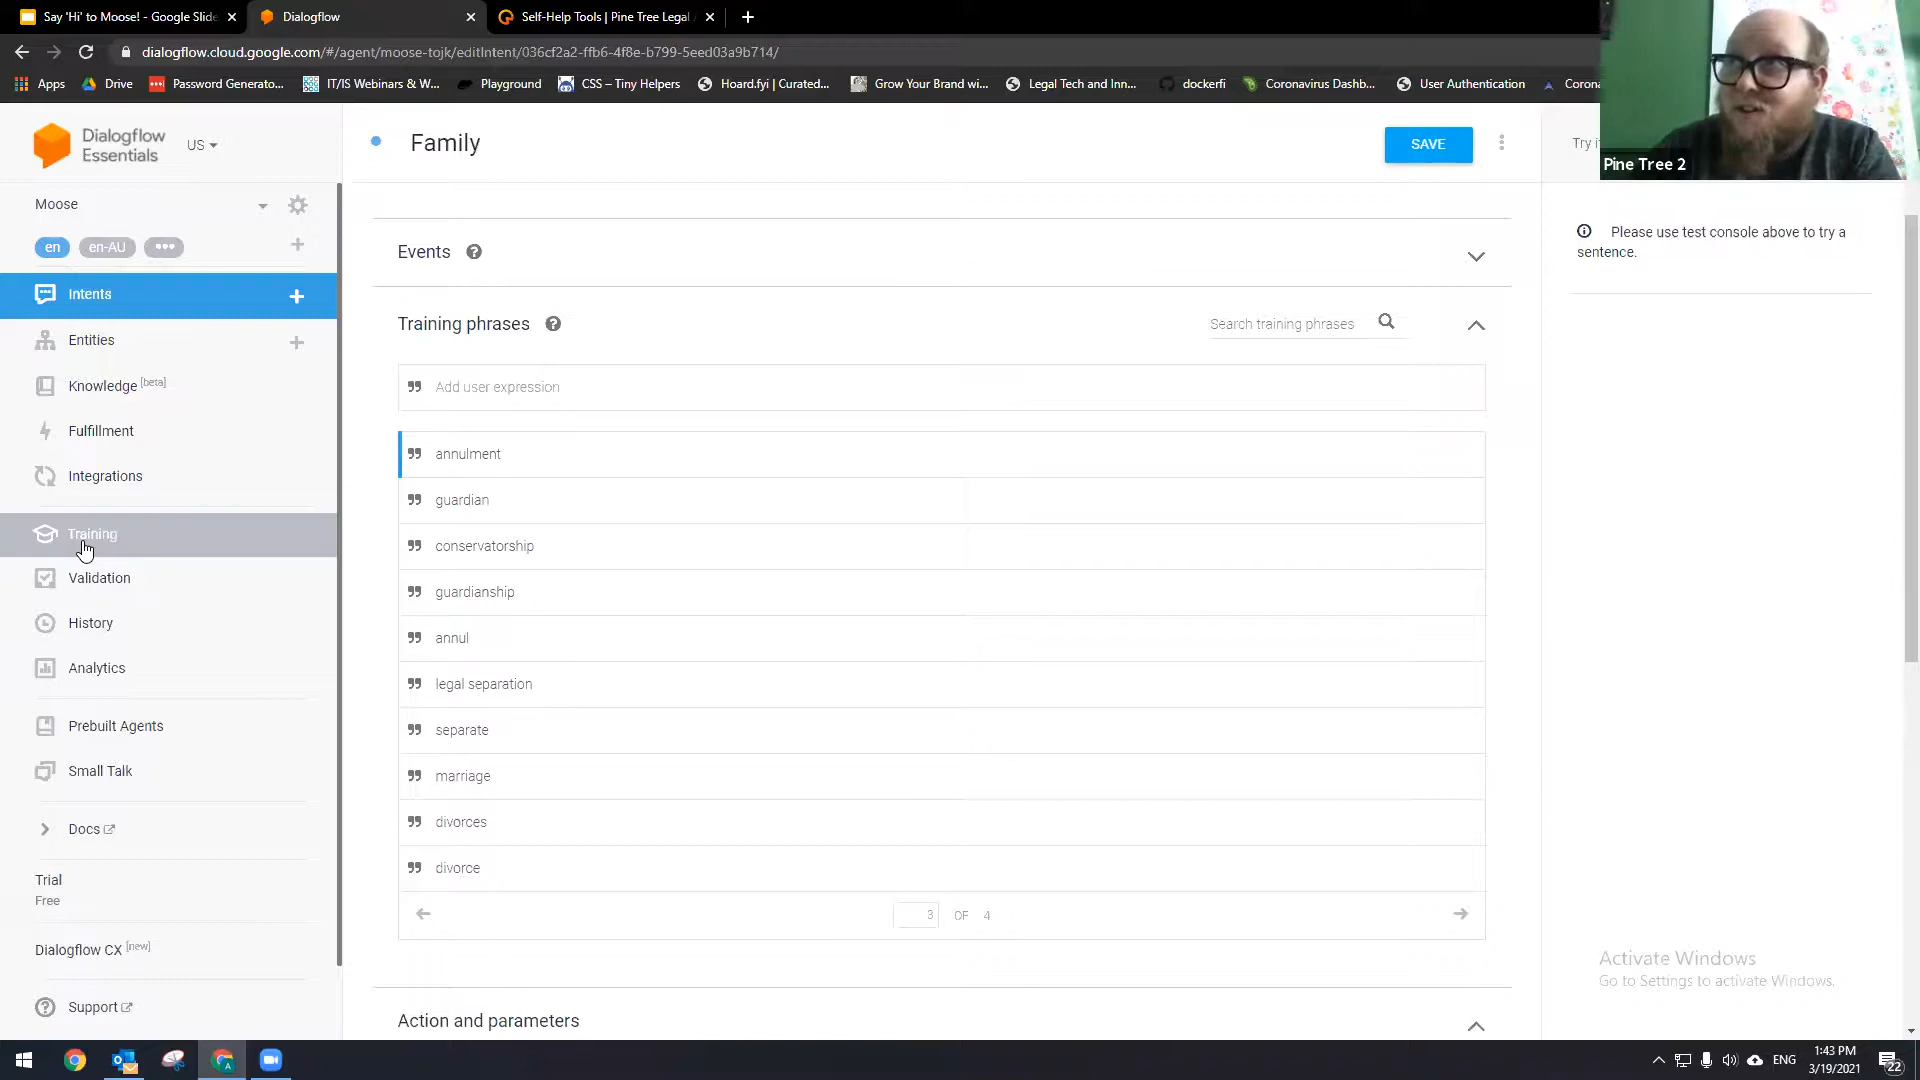 Say 'Hi' to Moose! - Google Slide
Dialogflow
Self-Help Tools | Pine Tree Legal
dialogflow.cloud.google.com/#/agent/moose-tojk/editIntent/036cf2a2-ffb6-4f8e-b799-5eed03a9b714/
Apps
Drive
Password Generato...
IT/IS Webinars & W...
Playground
CSS – Tiny Helpers
Hoard.fyi | Curated...
Grow Your Brand wi...
Legal Tech and Inn...
dockerfi
Coronavirus Dashb...
User Authentication
Corona
Pine Tree 2
Dialogflow
Essentials
US
Moose
en
en-AU
Intents
Entities
Knowledge [beta]
Fulfillment
Integrations
Training
Validation
History
Analytics
Prebuilt Agents
Small Talk
Docs
Trial
Free
Dialogflow CX [new]
Support
Family
SAVE
Events
Training phrases
Search training phrases
Add user expression
annulment
guardian
conservatorship
guardianship
annul
legal separation
separate
marriage
divorces
divorce
3 OF 4
Action and parameters
Try i
Please use test console above to try a
sentence.
Activate Windows
Go to Settings to activate Windows.
ENG
1:43 PM
3/19/2021
22